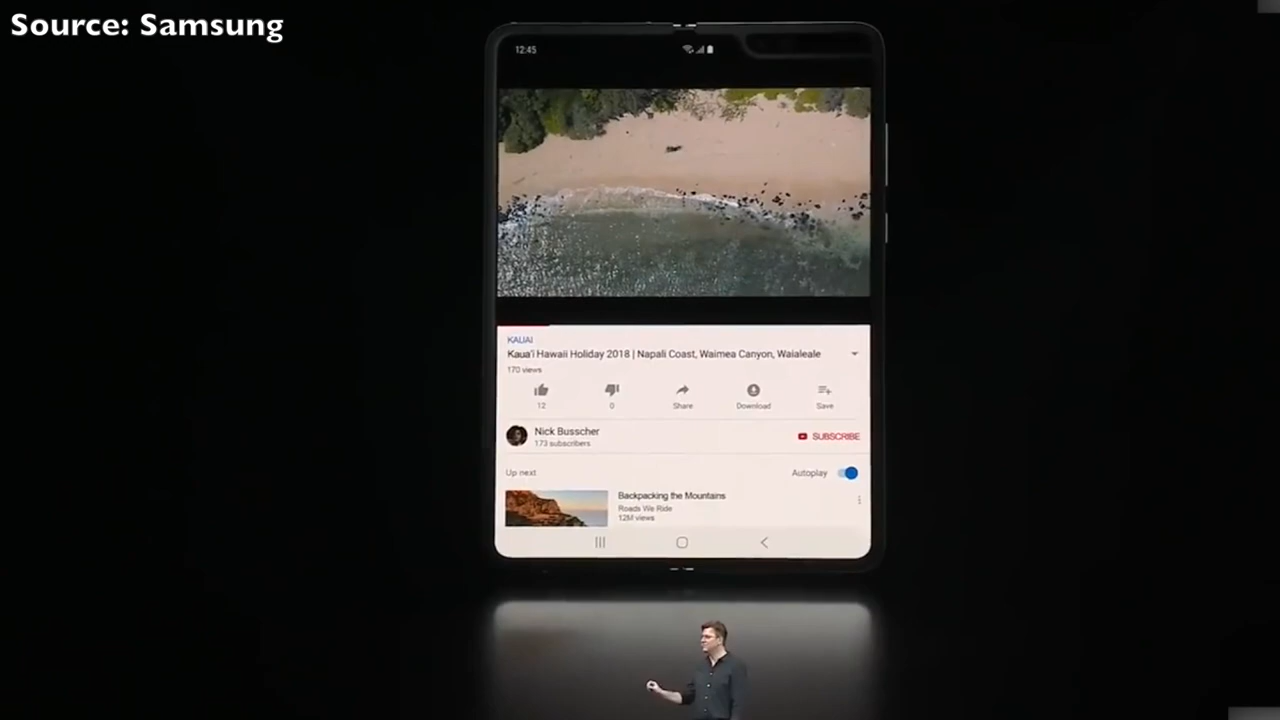 Source: Samsung
12:45
KAUAI
Kaua'i Hawaii Holiday 2018 | Napali Coast, Waimea Canyon, Waialeale
170 views
12
0
Share
Download
Save
Nick Busscher
173 subscribers
SUBSCRIBE
Up next
Autoplay
Backpacking the Mountains
Roads We Ride
12M views